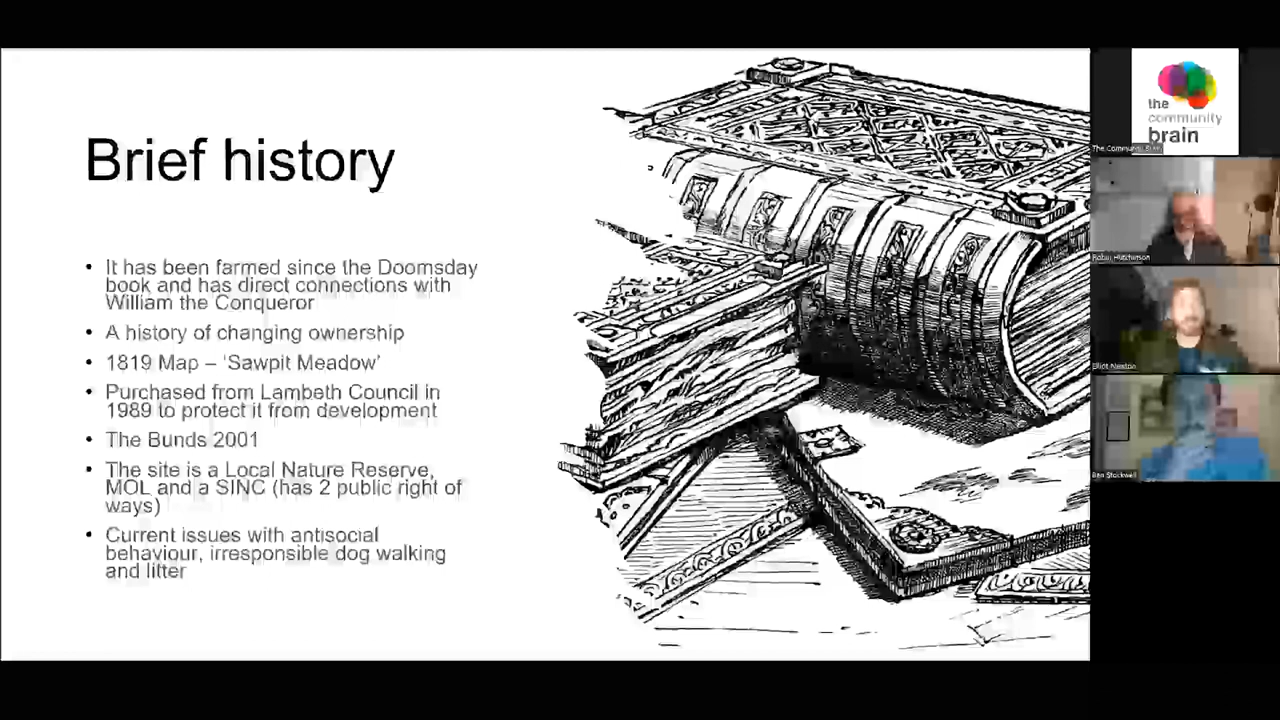 Brief history
• It has been farmed since the Doomsday
book and has direct connections with
William the Conqueror
• A history of changing ownership
• 1819 Map – ‘Sawpit Meadow’
• Purchased from Lambeth Council in
1989 to protect it from development
• The Bunds 2001
• The site is a Local Nature Reserve,
MOL and a SINC (has 2 public right of
ways)
• Current issues with antisocial
behaviour, irresponsible dog walking
and litter
the
community
brain
The Community Brain
Robin Hutchinson
Elliot Newton
Ben Stockwell